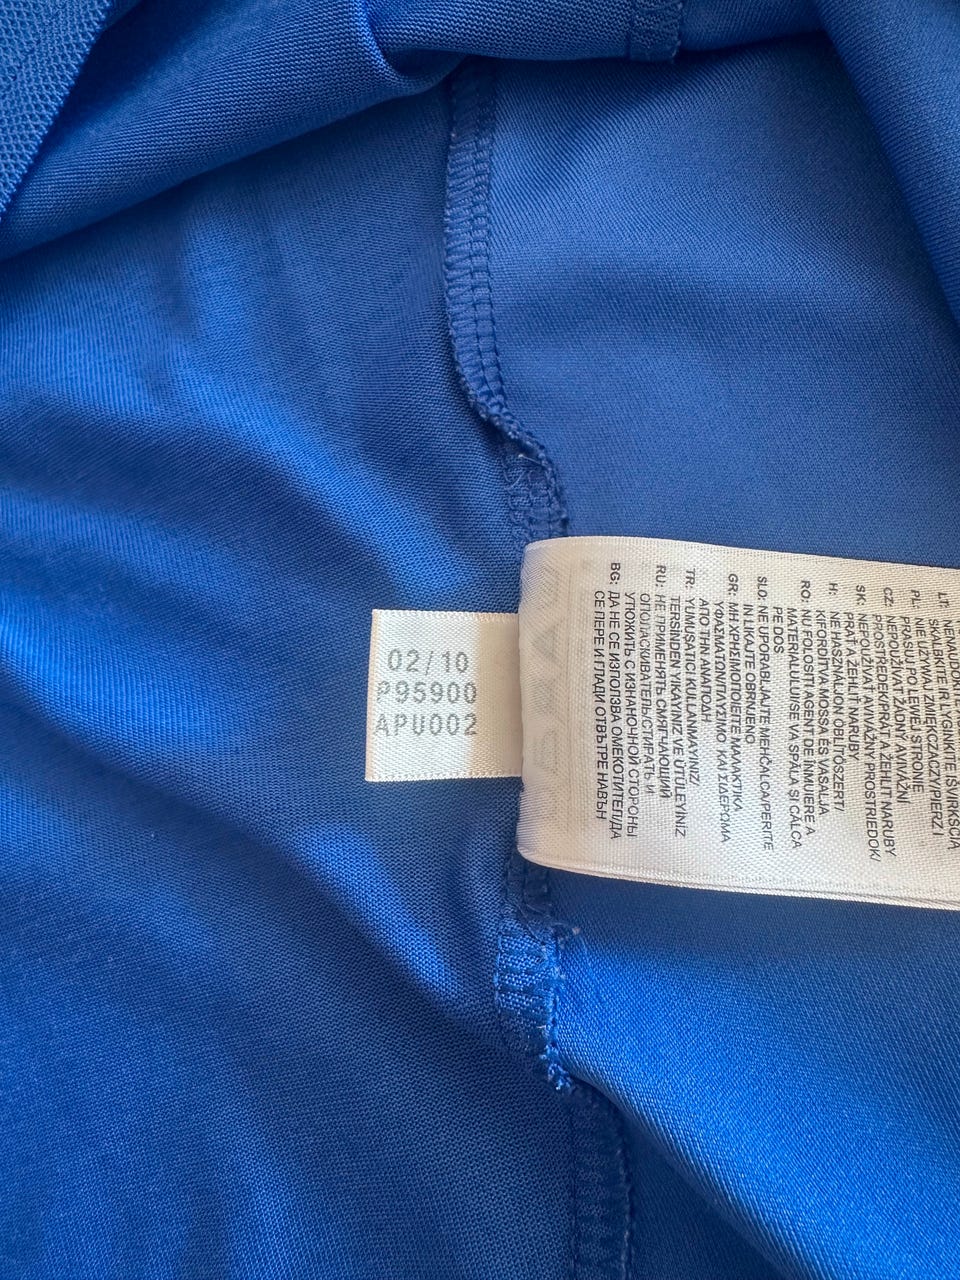 02/10
P95900
APU002
LT: NENAUDOK
SKALBKITE IR LYGINKITE IŠVIRKŠČIĄ
PL: NIE UŻYWAJ ZMIĘKCZACZY/PIERZ I
PRASUJ PO LEWEJ STRONIE
CZ: NEPOUŽÍVAT ŽÁDNÝ AVIVÁŽNÍ
PROSTŘEDEK/PRAT A ŽEHLIT NARUBY
SK: NEPOUŽÍVAŤ AVIVÁŽNY PROSTRIEDOK/
PRAŤ A ŽEHLIŤ NARUBY
H: NE HASZNÁLJON ÖBLÍTŐSZERT/
KIFORDÍTVA MOSSA ÉS VASALJA
RO: NU FOLOSIȚI AGENT DE ÎNMUIERE A
MATERIALULUI/SE VA SPĂLA ȘI CĂLCA
PE DOS
SLO: NE UPORABLJAJTE MEHČALCA/PERITE
IN LIKAJTE OBRNJENO
GR: ΜΗ ΧΡΗΣΙΜΟΠΟΙΕΙΤΕ ΜΑΛΑΚΤΙΚΑ
ΥΦΑΣΜΑΤΩΝ/ΠΛΥΣΙΜΟ ΚΑΙ ΣΙΔΕΡΩΜΑ
ΑΠΟ ΤΗΝ ΑΝΑΠΟΔΗ
TR: YUMUŞATICI KULLANMAYINIZ/
TERSİNDEN YIKAYINIZ VE ÜTÜLEYİNİZ
RU: НЕ ПРИМЕНЯТЬ СМЯГЧАЮЩИЙ
ОПОЛАСКИВАТЕЛЬ/СТИРАТЬ И
УТЮЖИТЬ С ИЗНАНОЧНОЙ СТОРОНЫ
BG: ДА НЕ СЕ ИЗПОЛЗВА ОМЕКОТИТЕЛ/ДА
СЕ ПЕРЕ И ГЛАДИ ОТВЪТРЕ НАВЪН